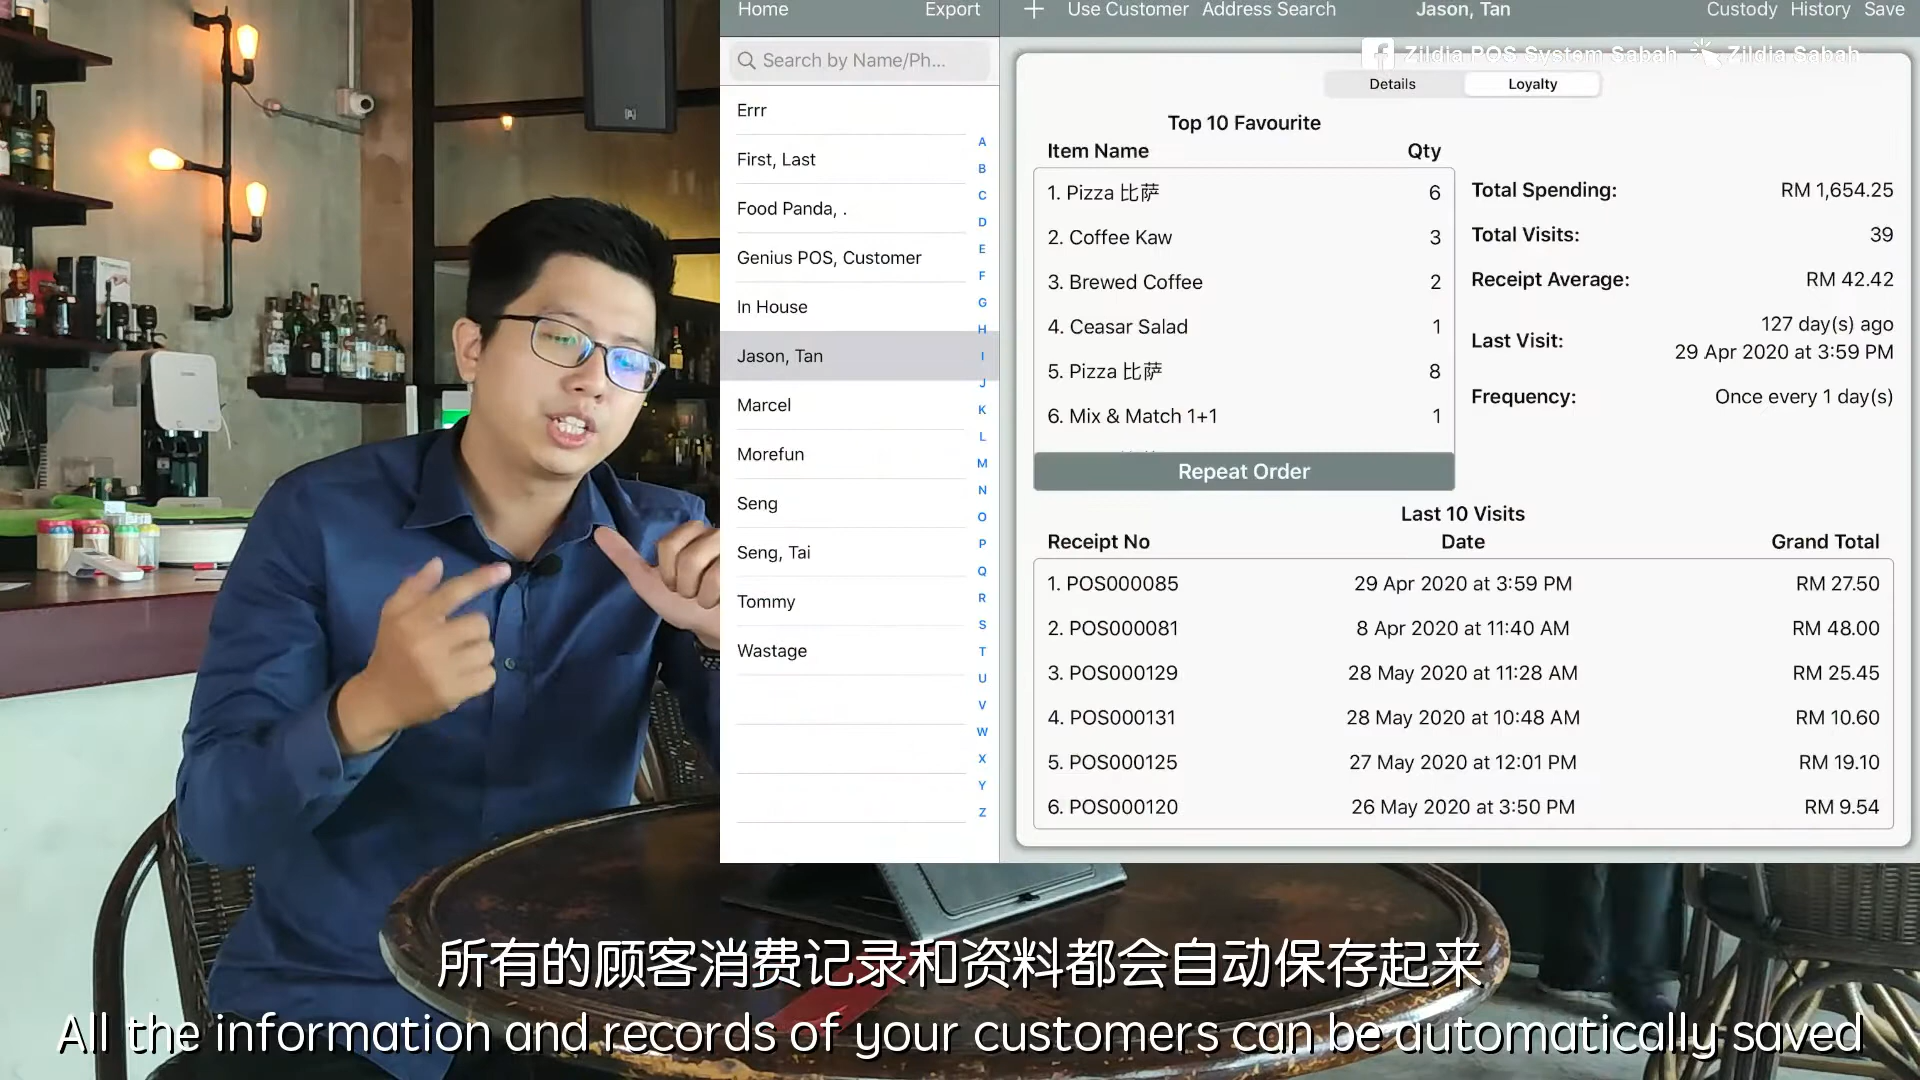 Home Export
+ Use Customer Address Search Jason, Tan Custody History Save
Zildia POS System Sabah Zildia Sabah
Search by Name/Ph...
Errr
First, Last
Food Panda, .
Genius POS, Customer
In House
Jason, Tan
Marcel
Morefun
Seng
Seng, Tai
Tommy
Wastage
A
B
C
D
E
F
G
H
I
J
K
L
M
N
O
P
Q
R
S
T
U
V
W
X
Y
Z
Details Loyalty
Top 10 Favourite
Item Name Qty
1. Pizza 比萨 6
2. Coffee Kaw 3
3. Brewed Coffee 2
4. Ceasar Salad 1
5. Pizza 比萨 8
6. Mix & Match 1+1 1
Repeat Order
Total Spending: RM 1,654.25
Total Visits: 39
Receipt Average: RM 42.42
Last Visit: 127 day(s) ago
29 Apr 2020 at 3:59 PM
Frequency: Once every 1 day(s)
Last 10 Visits
Receipt No Date Grand Total
1. POS000085 29 Apr 2020 at 3:59 PM RM 27.50
2. POS000081 8 Apr 2020 at 11:40 AM RM 48.00
3. POS000129 28 May 2020 at 11:28 AM RM 25.45
4. POS000131 28 May 2020 at 10:48 AM RM 10.60
5. POS000125 27 May 2020 at 12:01 PM RM 19.10
6. POS000120 26 May 2020 at 3:50 PM RM 9.54
所有的顾客消费记录和资料都会自动保存起来
All the information and records of your customers can be automatically saved